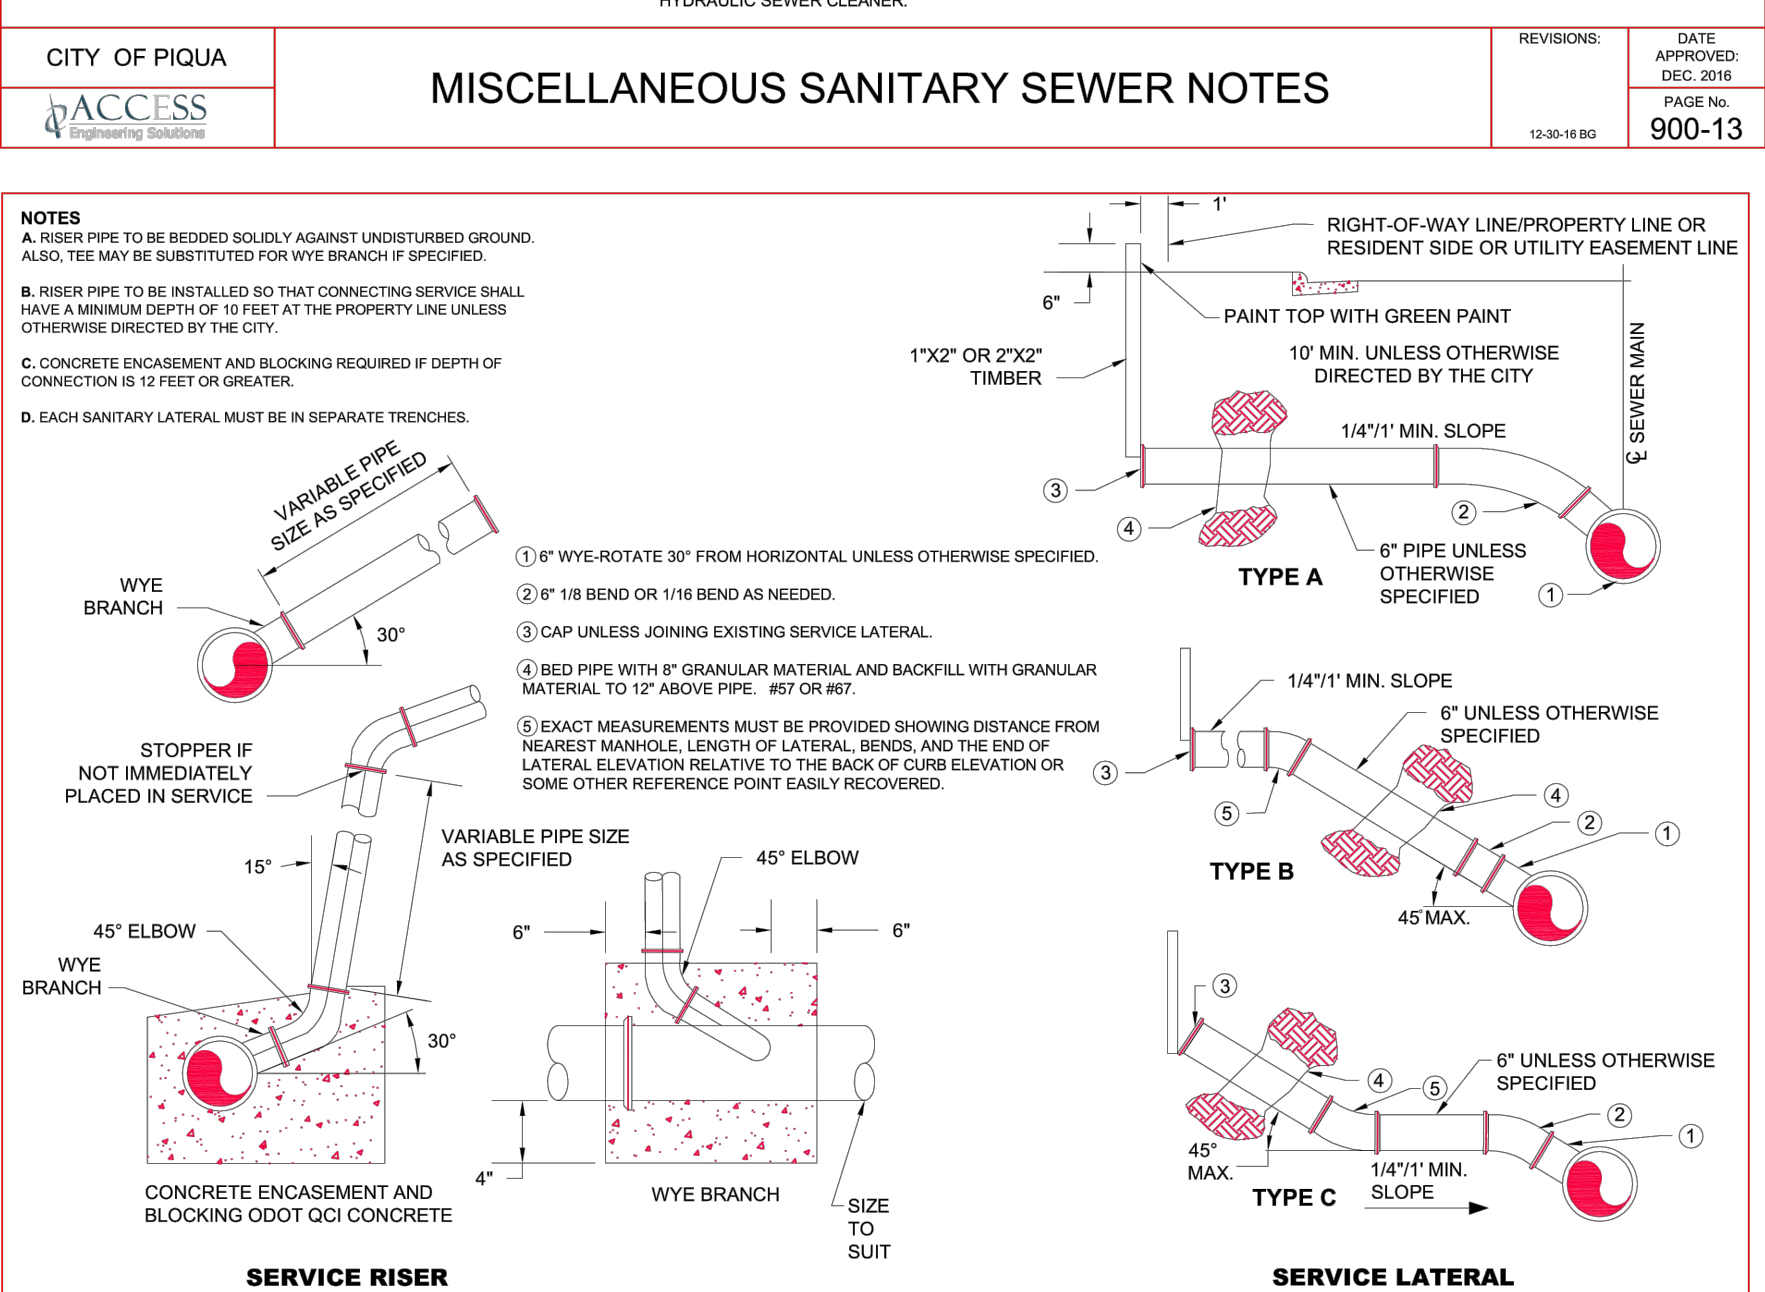 HYDRAULIC SEWER CLEANER.
CITY OF PIQUA
ACCESS
Engineering Solutions
MISCELLANEOUS SANITARY SEWER NOTES
REVISIONS:
12-30-16 BG
DATE
APPROVED:
DEC. 2016
PAGE No.
900-13
NOTES
A. RISER PIPE TO BE BEDDED SOLIDLY AGAINST UNDISTURBED GROUND.
ALSO, TEE MAY BE SUBSTITUTED FOR WYE BRANCH IF SPECIFIED.
B. RISER PIPE TO BE INSTALLED SO THAT CONNECTING SERVICE SHALL
HAVE A MINIMUM DEPTH OF 10 FEET AT THE PROPERTY LINE UNLESS
OTHERWISE DIRECTED BY THE CITY.
C. CONCRETE ENCASEMENT AND BLOCKING REQUIRED IF DEPTH OF
CONNECTION IS 12 FEET OR GREATER.
D. EACH SANITARY LATERAL MUST BE IN SEPARATE TRENCHES.
VARIABLE PIPE
SIZE AS SPECIFIED
WYE
BRANCH
30°
STOPPER IF
NOT IMMEDIATELY
PLACED IN SERVICE
VARIABLE PIPE SIZE
AS SPECIFIED
15°
45° ELBOW
WYE
BRANCH
30°
CONCRETE ENCASEMENT AND
BLOCKING ODOT QCI CONCRETE
45° ELBOW
6"
6"
4"
WYE BRANCH
SIZE
TO
SUIT
SERVICE RISER
1 6" WYE-ROTATE 30° FROM HORIZONTAL UNLESS OTHERWISE SPECIFIED.
2 6" 1/8 BEND OR 1/16 BEND AS NEEDED.
3 CAP UNLESS JOINING EXISTING SERVICE LATERAL.
4 BED PIPE WITH 8" GRANULAR MATERIAL AND BACKFILL WITH GRANULAR
MATERIAL TO 12" ABOVE PIPE. #57 OR #67.
5 EXACT MEASUREMENTS MUST BE PROVIDED SHOWING DISTANCE FROM
NEAREST MANHOLE, LENGTH OF LATERAL, BENDS, AND THE END OF
LATERAL ELEVATION RELATIVE TO THE BACK OF CURB ELEVATION OR
SOME OTHER REFERENCE POINT EASILY RECOVERED.
1'
RIGHT-OF-WAY LINE/PROPERTY LINE OR
RESIDENT SIDE OR UTILITY EASEMENT LINE
6"
PAINT TOP WITH GREEN PAINT
1"X2" OR 2"X2"
TIMBER
10' MIN. UNLESS OTHERWISE
DIRECTED BY THE CITY
1/4"/1' MIN. SLOPE
℄ SEWER MAIN
3
4
2
6" PIPE UNLESS
OTHERWISE
SPECIFIED
1
TYPE A
1/4"/1' MIN. SLOPE
6" UNLESS OTHERWISE
SPECIFIED
3
5
4
2
1
TYPE B
45° MAX.
3
4
5
6" UNLESS OTHERWISE
SPECIFIED
2
1
45°
MAX.
1/4"/1' MIN.
SLOPE
TYPE C
SERVICE LATERAL